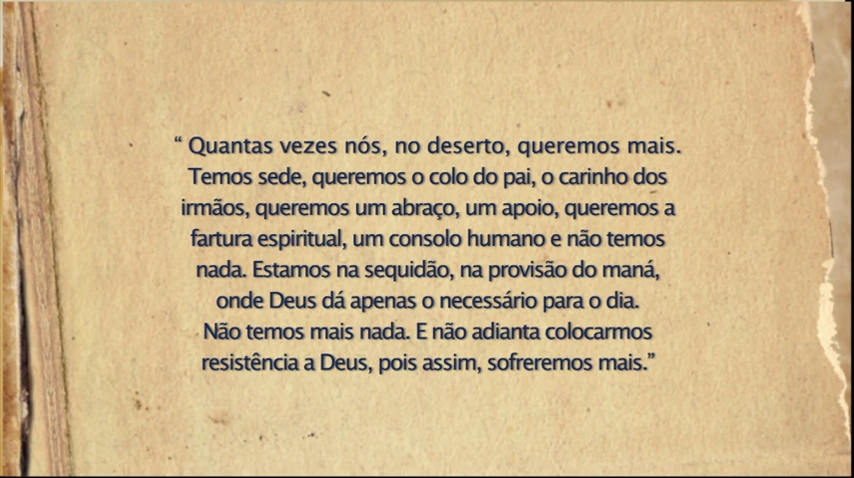 “ Quantas vezes nós, no deserto, queremos mais.
Temos sede, queremos o colo do pai, o carinho dos
irmãos, queremos um abraço, um apoio, queremos a
fartura espiritual, um consolo humano e não temos
nada. Estamos na sequidão, na provisão do maná,
onde Deus dá apenas o necessário para o dia.
Não temos mais nada. E não adianta colocarmos
resistência a Deus, pois assim, sofreremos mais.”